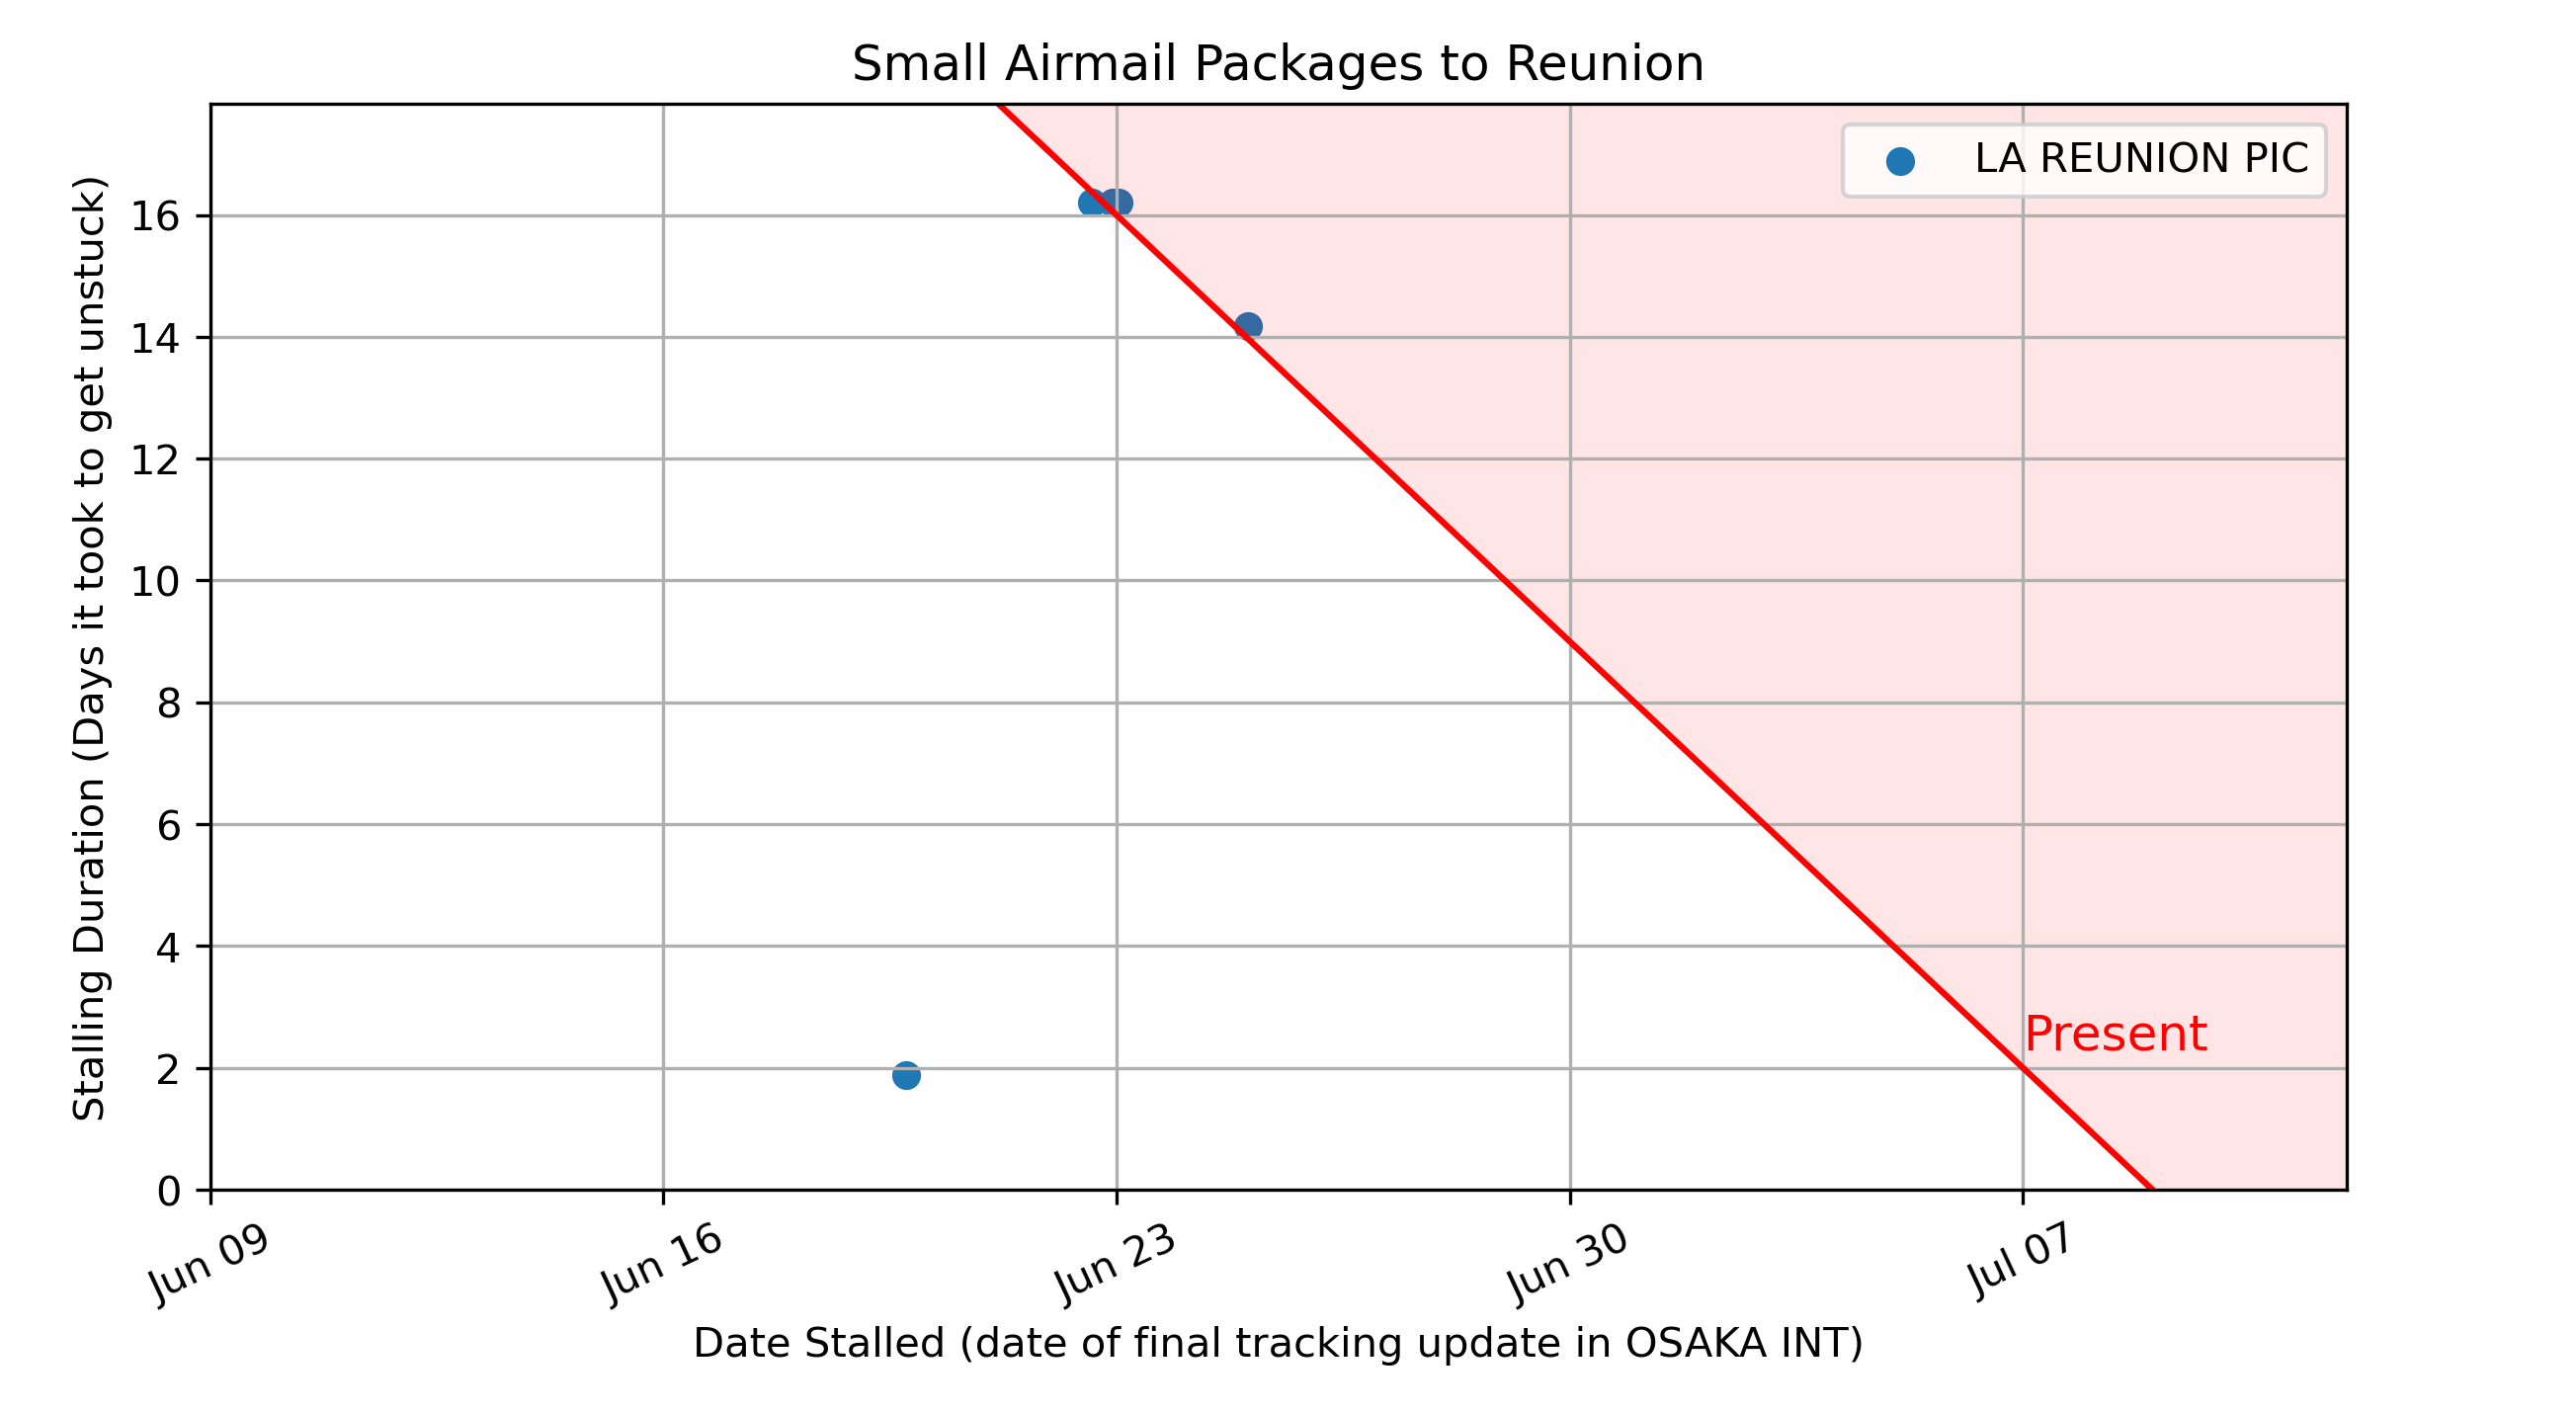 Small Airmail Packages to Reunion
LA REUNION PIC
Stalling Duration (Days it took to get unstuck)
16
14
12
10
8
6
4
2
0
Present
Jun 09
Jun 16
Jun 23
Jun 30
Jul 07
Date Stalled (date of final tracking update in OSAKA INT)